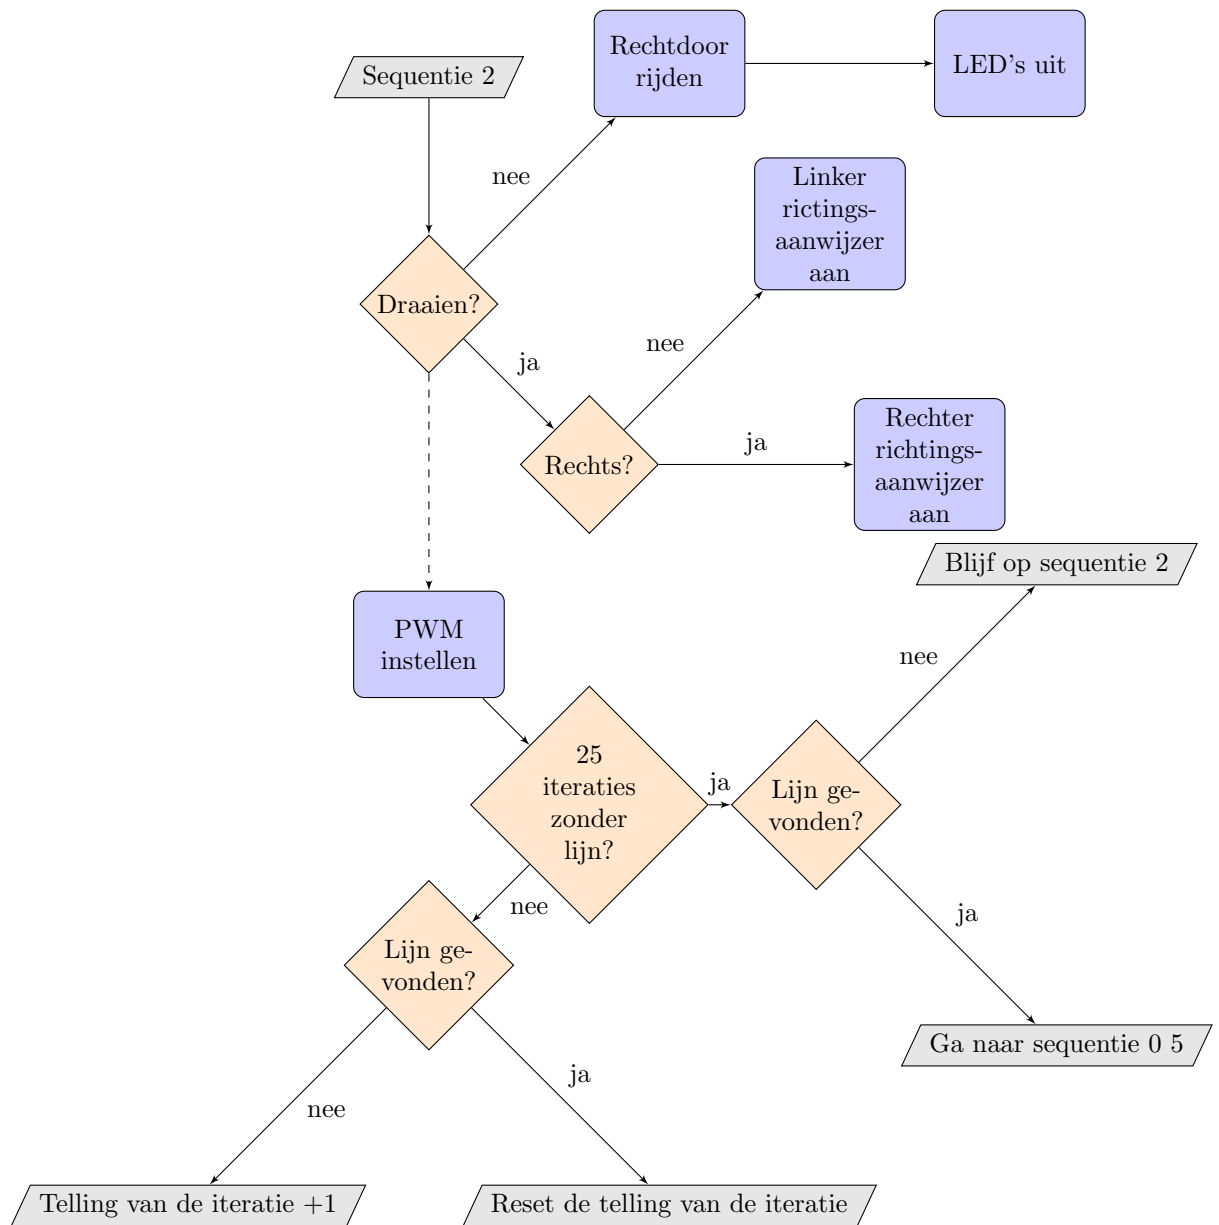 Sequentie 2
Rechtdoor
rijden
LED's uit
nee
Linker
rictings-
aanwijzer
aan
Draaien?
ja
nee
Rechts?
ja
Rechter
richtings-
aanwijzer
aan
Blijf op sequentie 2
PWM
instellen
nee
25
iteraties
zonder
lijn?
ja
Lijn ge-
vonden?
nee
ja
Lijn ge-
vonden?
Ga naar sequentie 0 5
ja
nee
Telling van de iteratie +1
Reset de telling van de iteratie